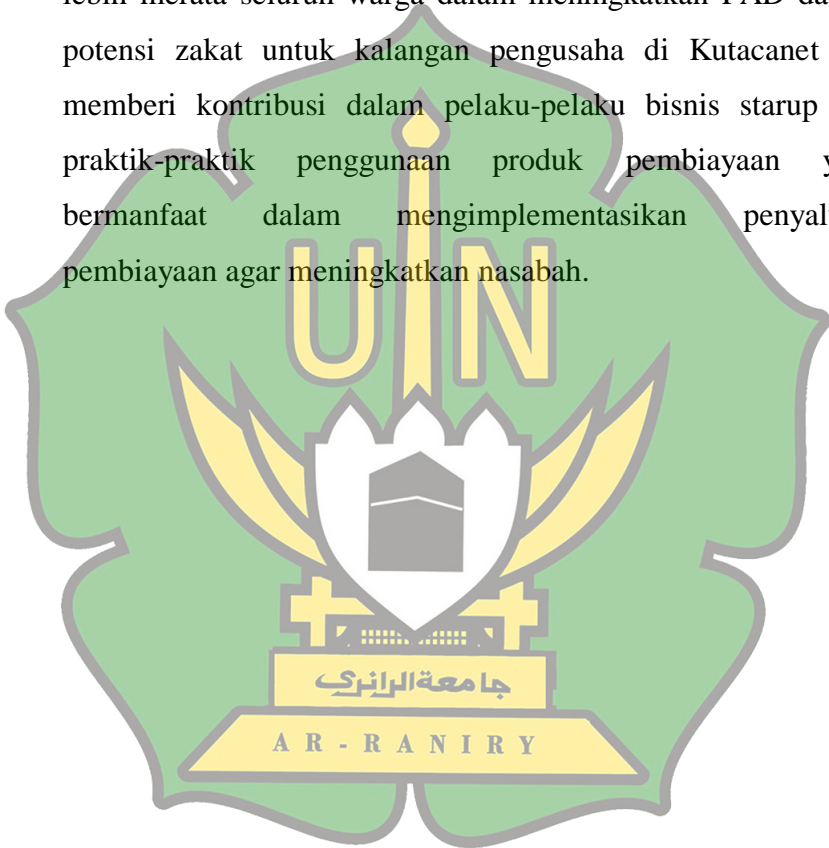 lebih merata seluruh warga dalam meningkatkan PAD
potensi zakat untuk kalangan pengusaha di Kutacanet
memberi kontribusi dalam pelaku-pelaku bisnis starup
praktik-praktik penggunaan produk pembiayaan
bermanfaat dalam mengimplementasikan
pembiayaan agar meningkatkan nasabah.
UIN
جامعة الرانري
AR-RANIRY